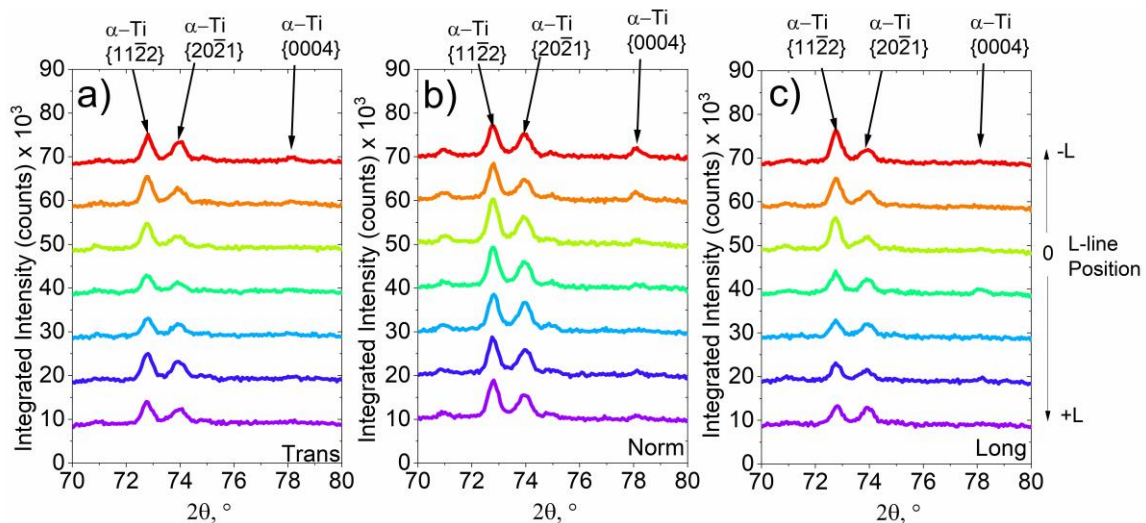 α–Ti
{112̅2}
α–Ti
{202̅1}
α–Ti
{0004}
a)
Integrated Intensity (counts) x 10³
90
80
70
60
50
40
30
20
10
0
70
72
74
76
78
80
2θ, °
Trans
α–Ti
{112̅2}
α–Ti
{202̅1}
α–Ti
{0004}
b)
Integrated Intensity (counts) x 10³
90
80
70
60
50
40
30
20
10
0
70
72
74
76
78
80
2θ, °
Norm
α–Ti
{112̅2}
α–Ti
{202̅1}
α–Ti
{0004}
c)
Integrated Intensity (counts) x 10³
90
80
70
60
50
40
30
20
10
0
70
72
74
76
78
80
2θ, °
Long
-L
0
L-line
Position
+L